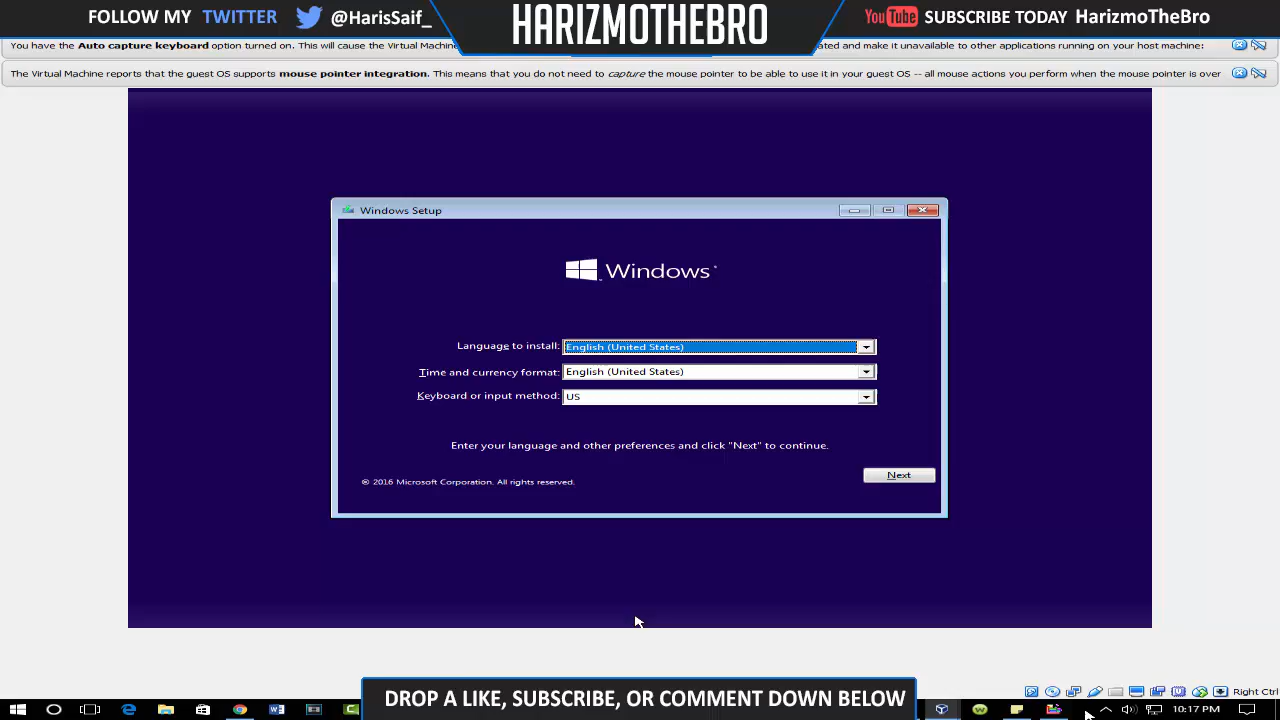 FOLLOW MY TWITTER @HarisSaif_
HARIZMOTHEBRO
YouTube SUBSCRIBE TODAY HarizmoTheBro
You have the Auto capture keyboard option turned on. This will cause the Virtual Machine
ated and make it unavailable to other applications running on your host machine:
The Virtual Machine reports that the guest OS supports mouse pointer integration. This means that you do not need to capture the mouse pointer to be able to use it in your guest OS -- all mouse actions you perform when the mouse pointer is over
Windows Setup
Windows
Language to install: English (United States)
Time and currency format: English (United States)
Keyboard or input method: US
Enter your language and other preferences and click "Next" to continue.
Next
© 2016 Microsoft Corporation. All rights reserved.
Right Ctrl
DROP A LIKE, SUBSCRIBE, OR COMMENT DOWN BELOW
10:17 PM